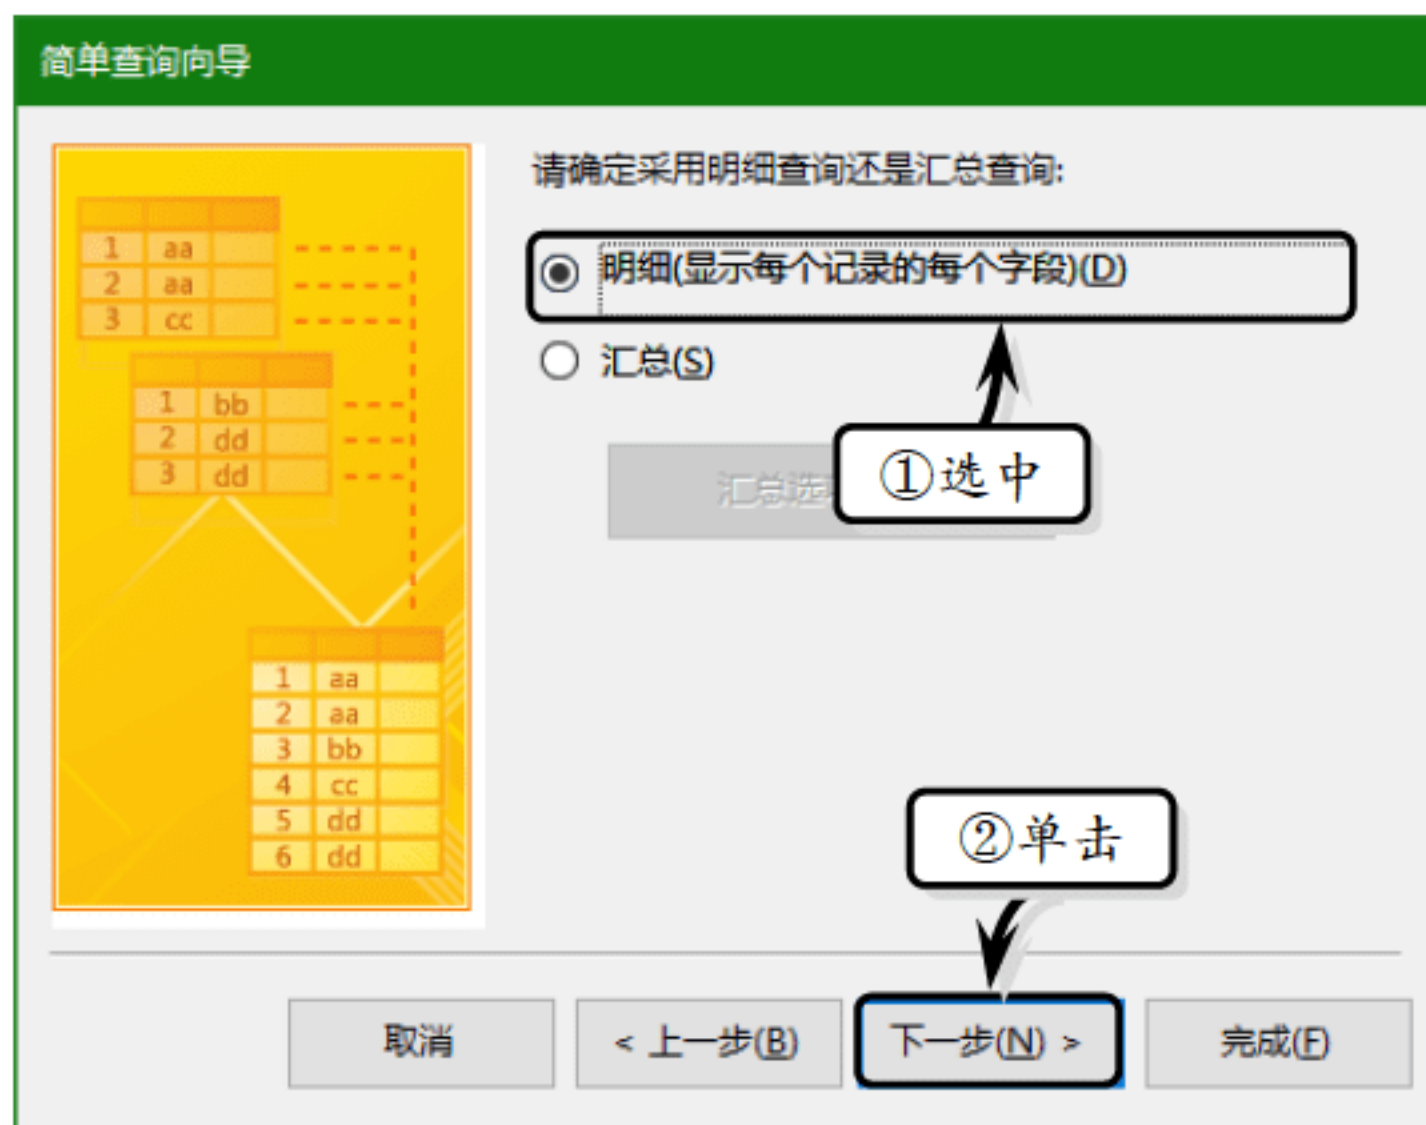 简单查询向导
请确定采用明细查询还是汇总查询:
明细(显示每个记录的每个字段)(D)
汇总(S)
汇总选
①选中
1 aa
2 aa
3 cc
1 bb
2 dd
3 dd
1 aa
2 aa
3 bb
4 cc
5 dd
6 dd
②单击
取消
< 上一步(B)
下一步(N) >
完成(F)